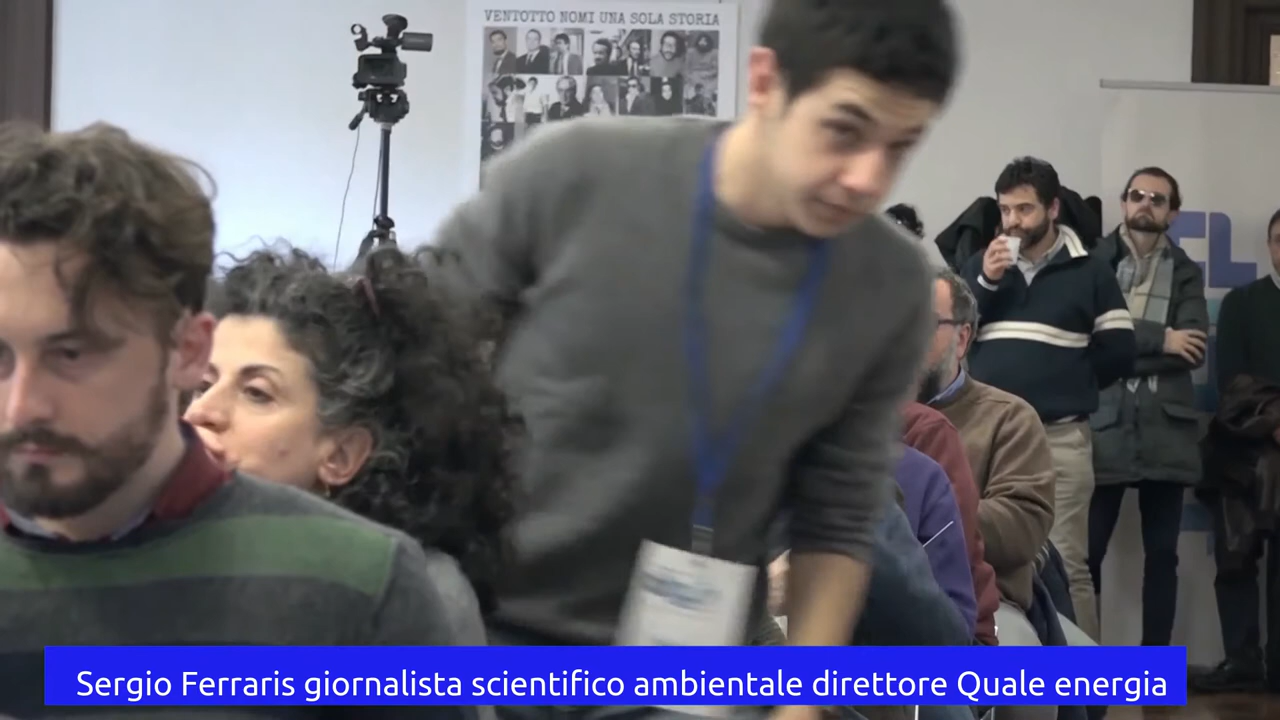 VENTOTTO NOMI UNA SOLA STORIA
Sergio Ferraris giornalista scientifico ambientale direttore Quale energia